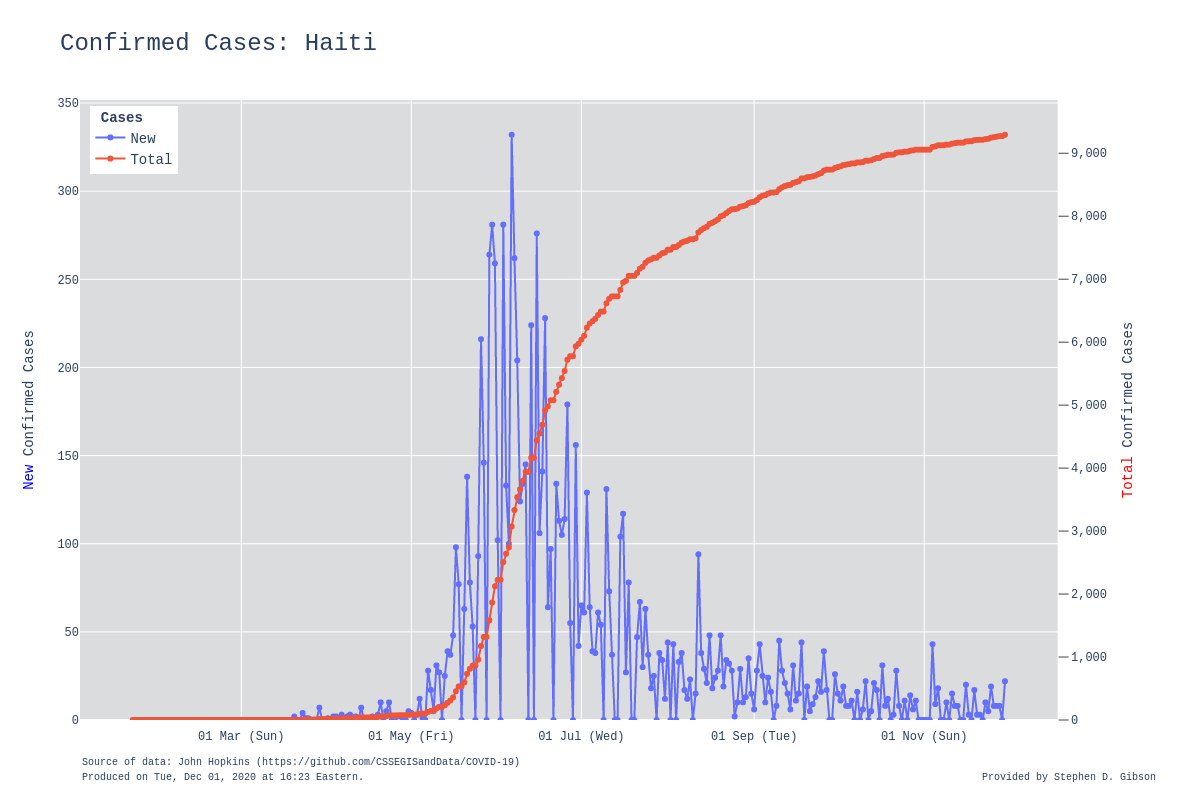 Confirmed Cases: Haiti
Cases
New
Total
350
300
250
200
150
100
50
0
9,000
8,000
7,000
6,000
5,000
4,000
3,000
2,000
1,000
0
New Confirmed Cases
Total Confirmed Cases
01 Mar (Sun)
01 May (Fri)
01 Jul (Wed)
01 Sep (Tue)
01 Nov (Sun)
Source of data: John Hopkins (https://github.com/CSSEGISandData/COVID-19)
Produced on Tue, Dec 01, 2020 at 16:23 Eastern.
Provided by Stephen D. Gibson